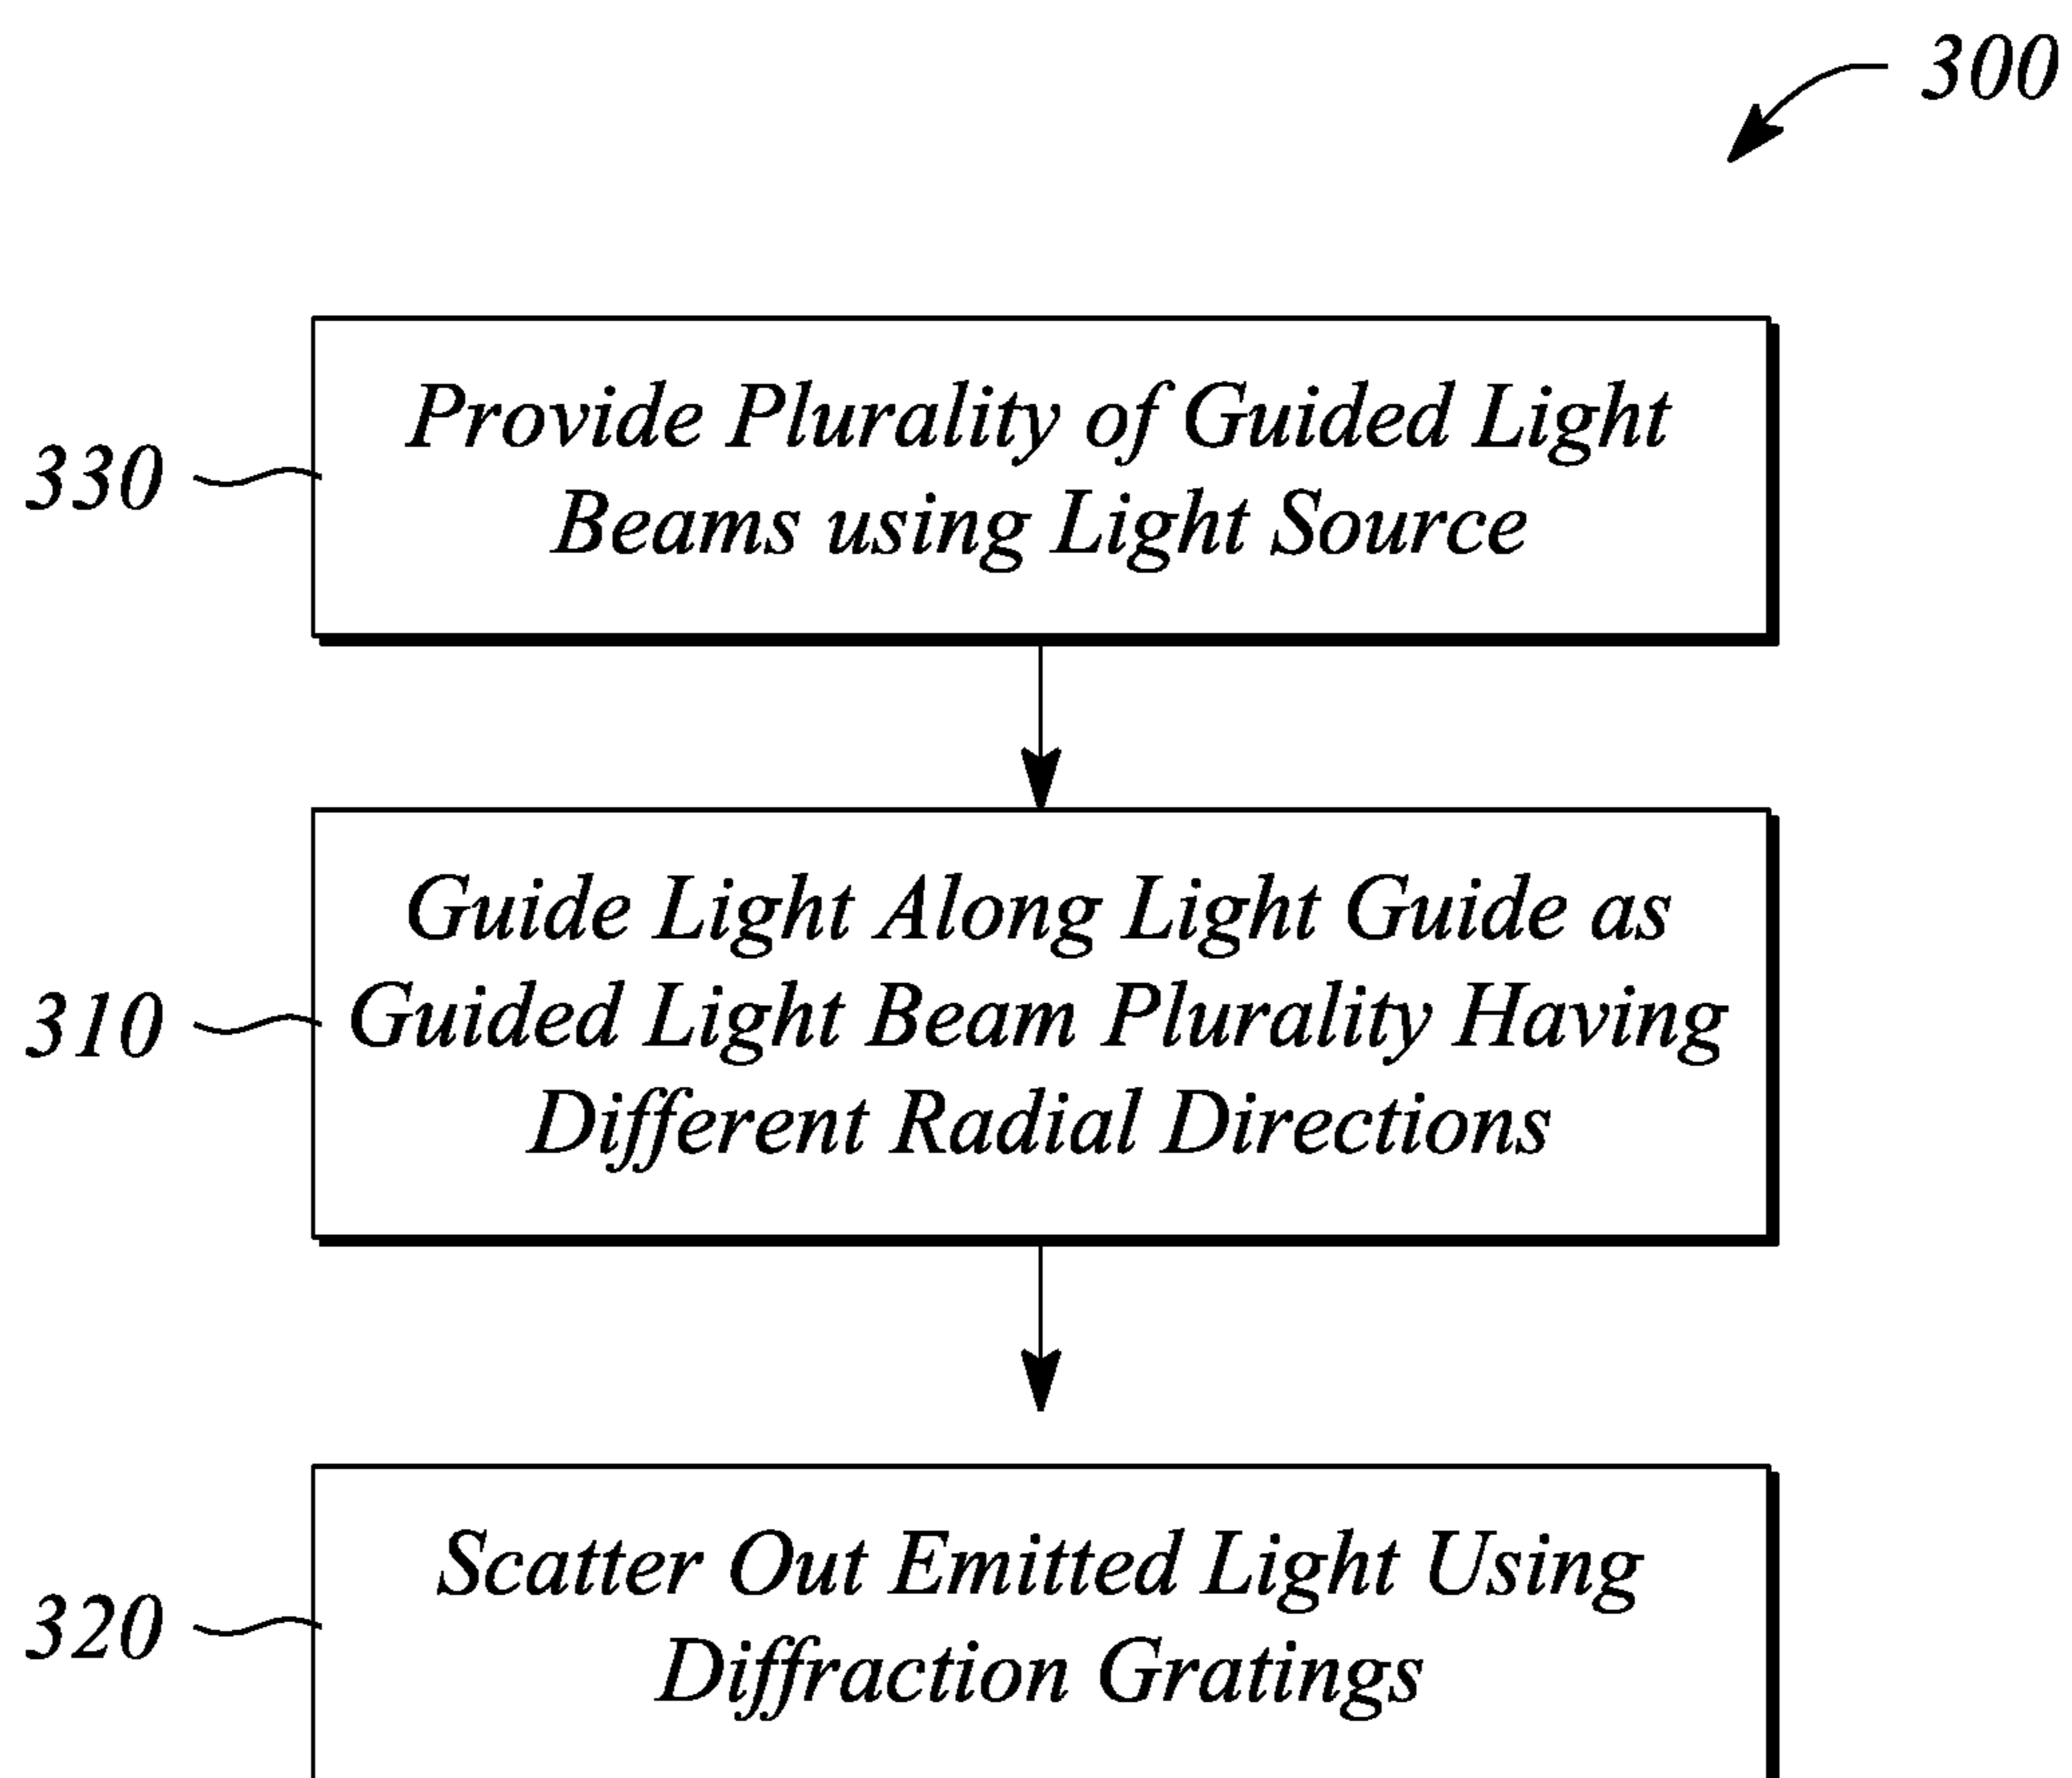 300
330
Provide Plurality of Guided Light
Beams using Light Source
310
Guide Light Along Light Guide as
Guided Light Beam Plurality Having
Different Radial Directions
320
Scatter Out Emitted Light Using
Diffraction Gratings